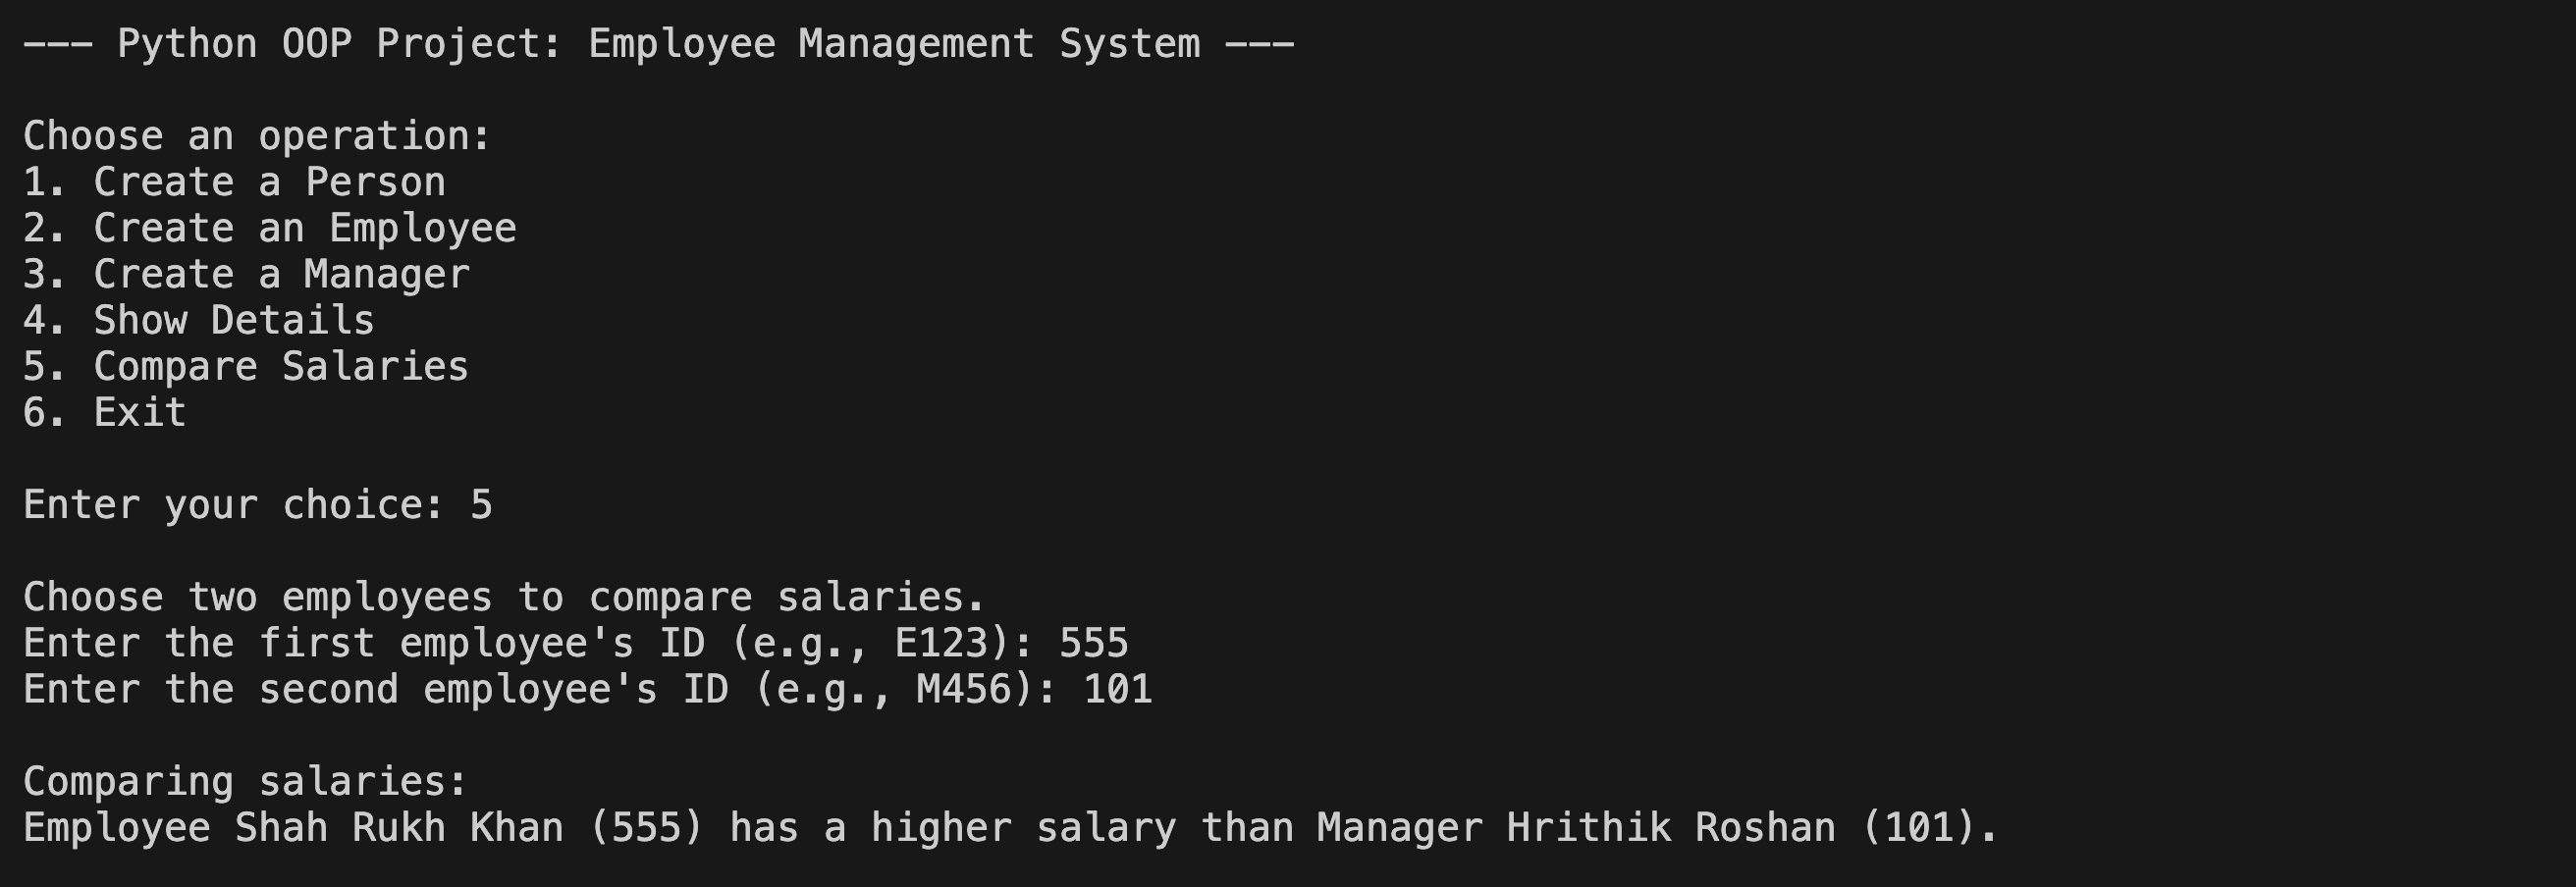 --- Python OOP Project: Employee Management System ---
Choose an operation:
1. Create a Person
2. Create an Employee
3. Create a Manager
4. Show Details
5. Compare Salaries
6. Exit
Enter your choice: 5
Choose two employees to compare salaries.
Enter the first employee's ID (e.g., E123): 555
Enter the second employee's ID (e.g., M456): 101
Comparing salaries:
Employee Shah Rukh Khan (555) has a higher salary than Manager Hrithik Roshan (101).